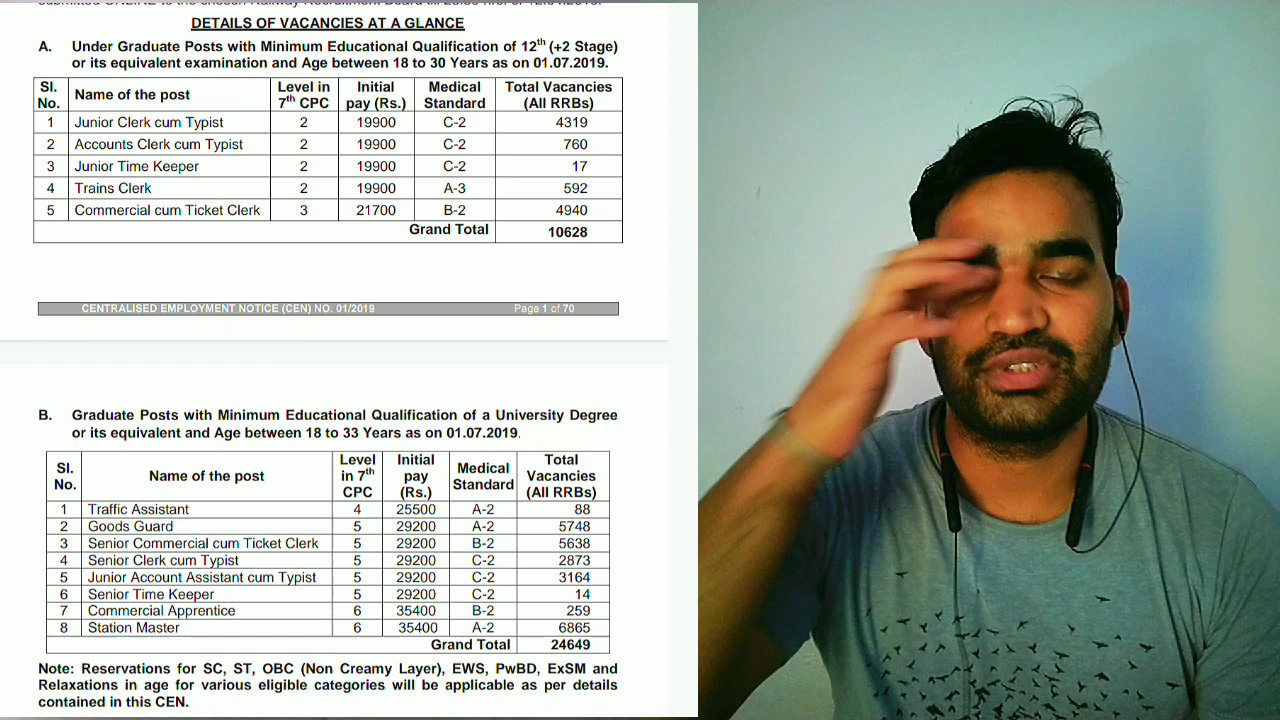 DETAILS OF VACANCIES AT A GLANCE
A. Under Graduate Posts with Minimum Educational Qualification of 12th (+2 Stage)
or its equivalent examination and Age between 18 to 30 Years as on 01.07.2019.
Sl. No. Name of the post Level in 7th CPC Initial pay (Rs.) Medical Standard Total Vacancies (All RRBs)
1 Junior Clerk cum Typist 2 19900 C-2 4319
2 Accounts Clerk cum Typist 2 19900 C-2 760
3 Junior Time Keeper 2 19900 C-2 17
4 Trains Clerk 2 19900 A-3 592
5 Commercial cum Ticket Clerk 3 21700 B-2 4940
Grand Total 10628
CENTRALISED EMPLOYMENT NOTICE (CEN) NO. 01/2019 Page 1 of 70
B. Graduate Posts with Minimum Educational Qualification of a University Degree
or its equivalent and Age between 18 to 33 Years as on 01.07.2019.
Sl. No. Name of the post Level in 7th CPC Initial pay (Rs.) Medical Standard Total Vacancies (All RRBs)
1 Traffic Assistant 4 25500 A-2 88
2 Goods Guard 5 29200 A-2 5748
3 Senior Commercial cum Ticket Clerk 5 29200 B-2 5638
4 Senior Clerk cum Typist 5 29200 C-2 2873
5 Junior Account Assistant cum Typist 5 29200 C-2 3164
6 Senior Time Keeper 5 29200 C-2 14
7 Commercial Apprentice 6 35400 B-2 259
8 Station Master 6 35400 A-2 6865
Grand Total 24649
Note: Reservations for SC, ST, OBC (Non Creamy Layer), EWS, PwBD, ExSM and
Relaxations in age for various eligible categories will be applicable as per details
contained in this CEN.